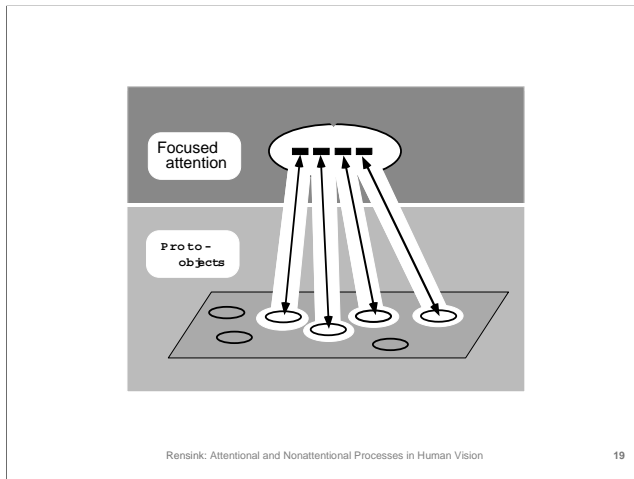 Focused
attention
Proto-
objects
Rensink: Attentional and Nonattentional Processes in Human Vision
19